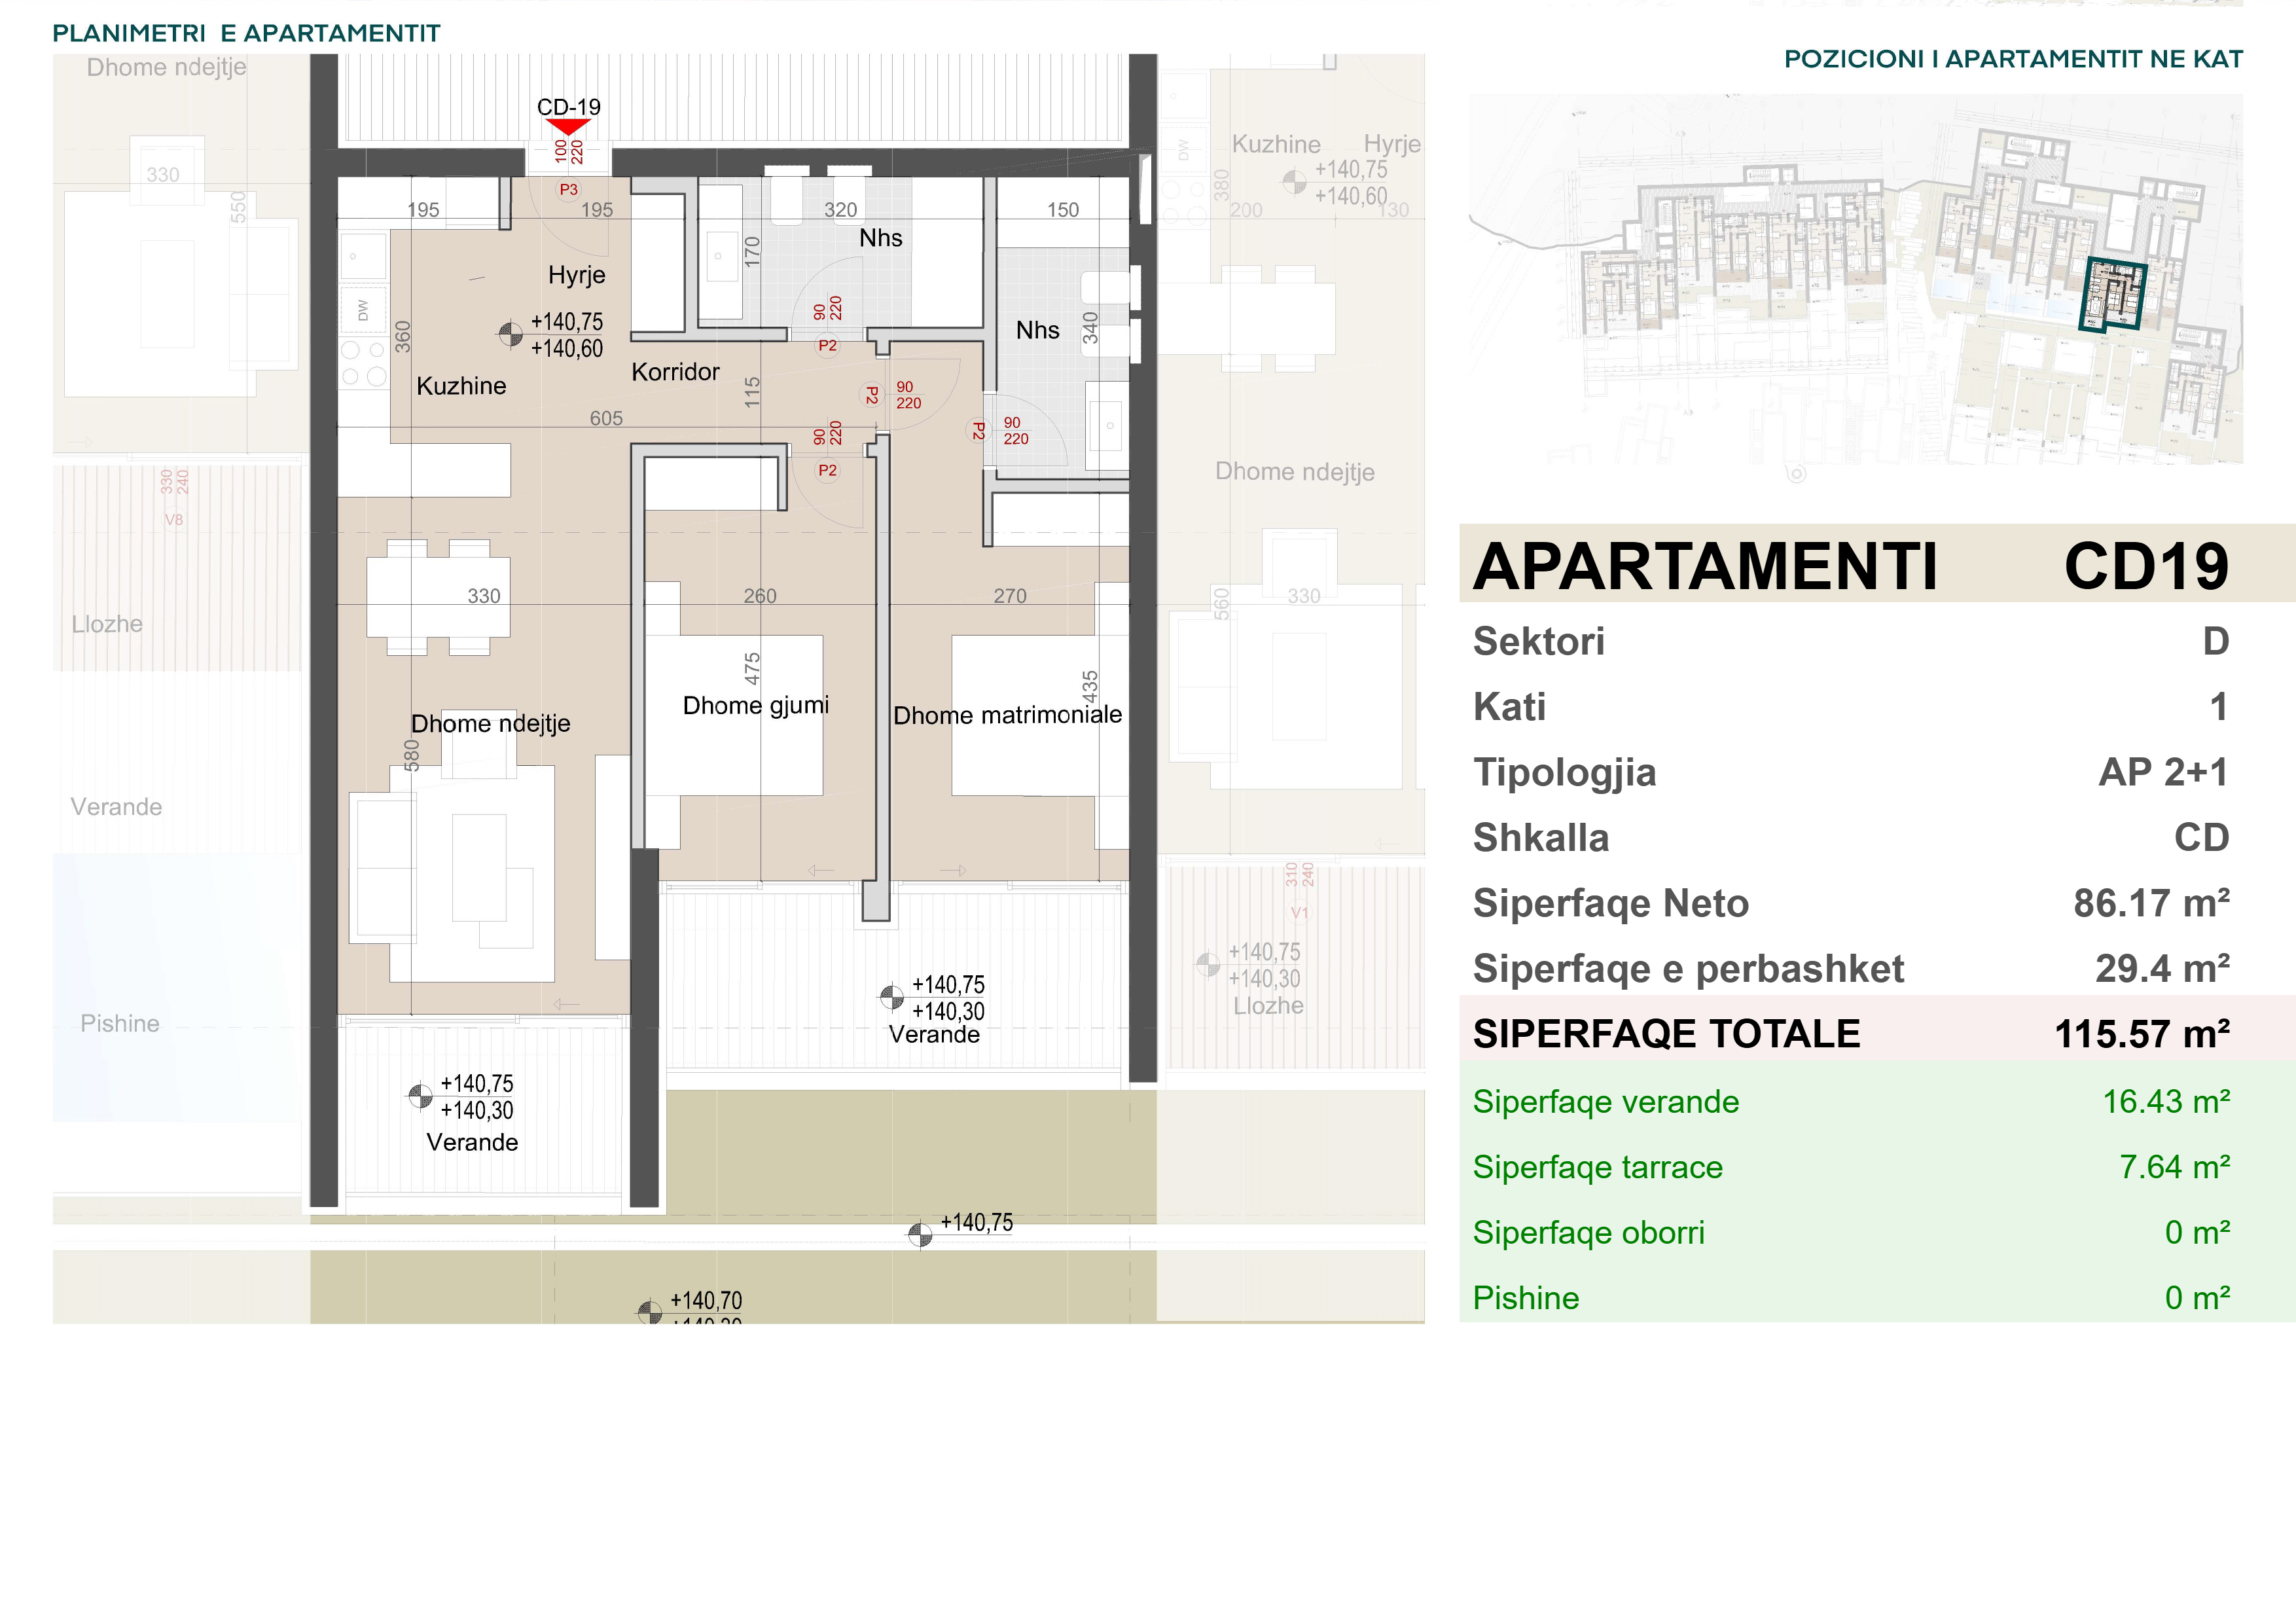 PLANIMETRI E APARTAMENTIT
POZICIONI I APARTAMENTIT NE KAT
Dhome ndejtje
330
550
CD-19
100
220
P3
195
195
320
150
Nhs
170
Hyrje
+140,75
+140,60
DW
360
Kuzhine
Korridor
115
605
90
220
P2
P2
90
220
P2
90
220
90
220
P2
Nhs
340
DW
Kuzhine
Hyrje
+140,75
+140,60
380
200
130
Dhome ndejtje
560
330
330
240
V8
Llozhe
Verande
Pishine
330
260
270
475
435
580
Dhome ndejtje
Dhome gjumi
Dhome matrimoniale
310
240
V1
+140,75
+140,30
Llozhe
+140,75
+140,30
Verande
+140,75
+140,30
Verande
+140,75
+140,70
APARTAMENTI CD19
Sektori D
Kati 1
Tipologjia AP 2+1
Shkalla CD
Siperfaqe Neto 86.17 m²
Siperfaqe e perbashket 29.4 m²
SIPERFAQE TOTALE 115.57 m²
Siperfaqe verande 16.43 m²
Siperfaqe tarrace 7.64 m²
Siperfaqe oborri 0 m²
Pishine 0 m²